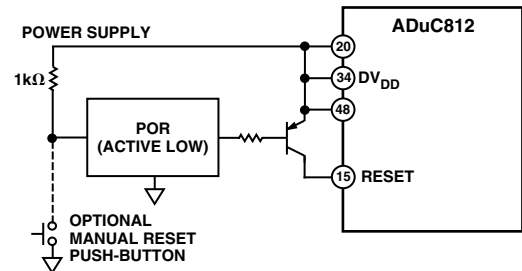 ADuC812
POWER SUPPLY
20
1kΩ
34 DVDD
48
POR
(ACTIVE LOW)
15 RESET
OPTIONAL
MANUAL RESET
PUSH-BUTTON